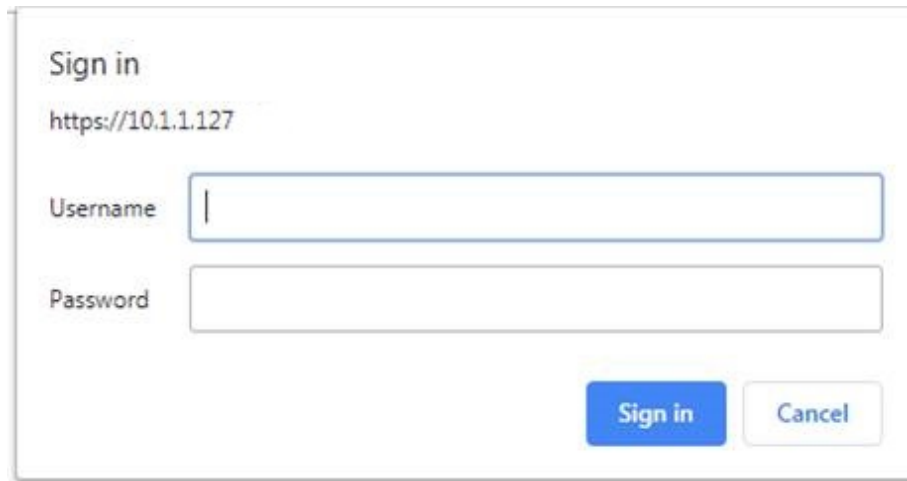 Sign in
https://10.1.1.127
Username
Password
Sign in Cancel